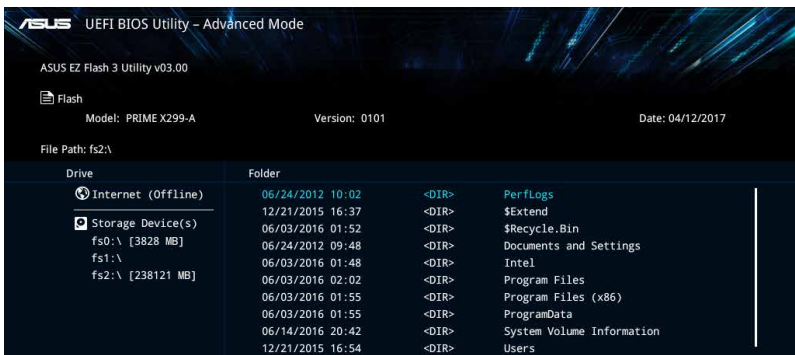 ASUS UEFI BIOS Utility – Advanced Mode
ASUS EZ Flash 3 Utility v03.00
Flash
Model: PRIME X299-A Version: 0101 Date: 04/12/2017
File Path: fs2:\
Drive Folder
Internet (Offline) 06/24/2012 10:02 <DIR> PerfLogs
12/21/2015 16:37 <DIR> $Extend
Storage Device(s) 06/03/2016 01:52 <DIR> $Recycle.Bin
fs0:\ [3828 MB] 06/24/2012 09:48 <DIR> Documents and Settings
fs1:\ 06/03/2016 01:48 <DIR> Intel
fs2:\ [238121 MB] 06/03/2016 02:02 <DIR> Program Files
06/03/2016 01:55 <DIR> Program Files (x86)
06/03/2016 01:55 <DIR> ProgramData
06/14/2016 20:42 <DIR> System Volume Information
12/21/2015 16:54 <DIR> Users